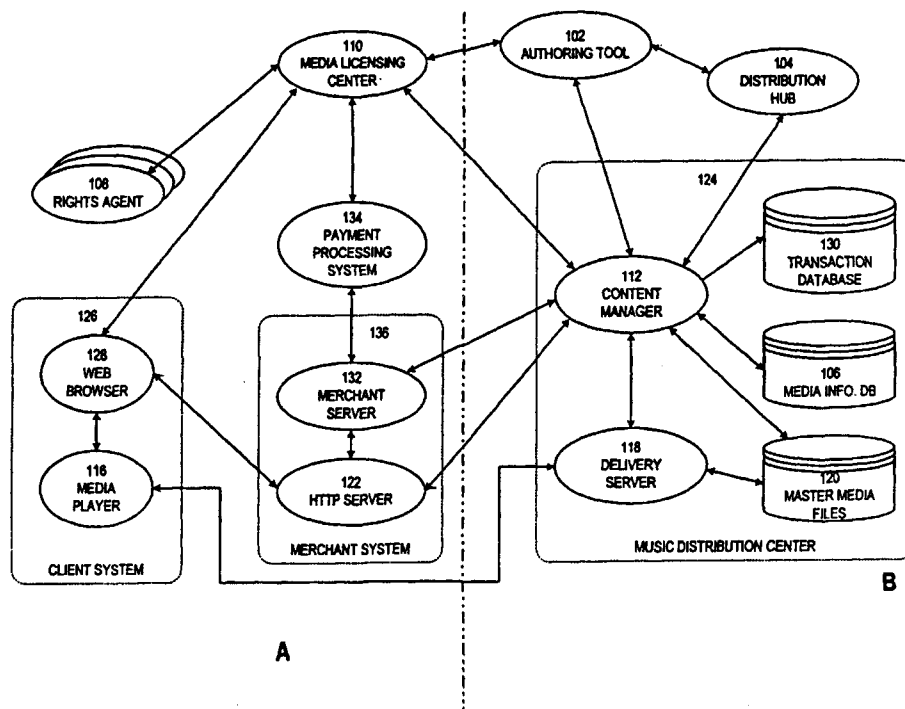 110
MEDIA LICENSING
CENTER
102
AUTHORING TOOL
104
DISTRIBUTION
HUB
108
RIGHTS AGENT
134
PAYMENT
PROCESSING
SYSTEM
124
130
TRANSACTION
DATABASE
112
CONTENT
MANAGER
126
128
WEB
BROWSER
136
132
MERCHANT
SERVER
106
MEDIA INFO. DB
116
MEDIA
PLAYER
122
HTTP SERVER
118
DELIVERY
SERVER
120
MASTER MEDIA
FILES
CLIENT SYSTEM
MERCHANT SYSTEM
MUSIC DISTRIBUTION CENTER
B
A